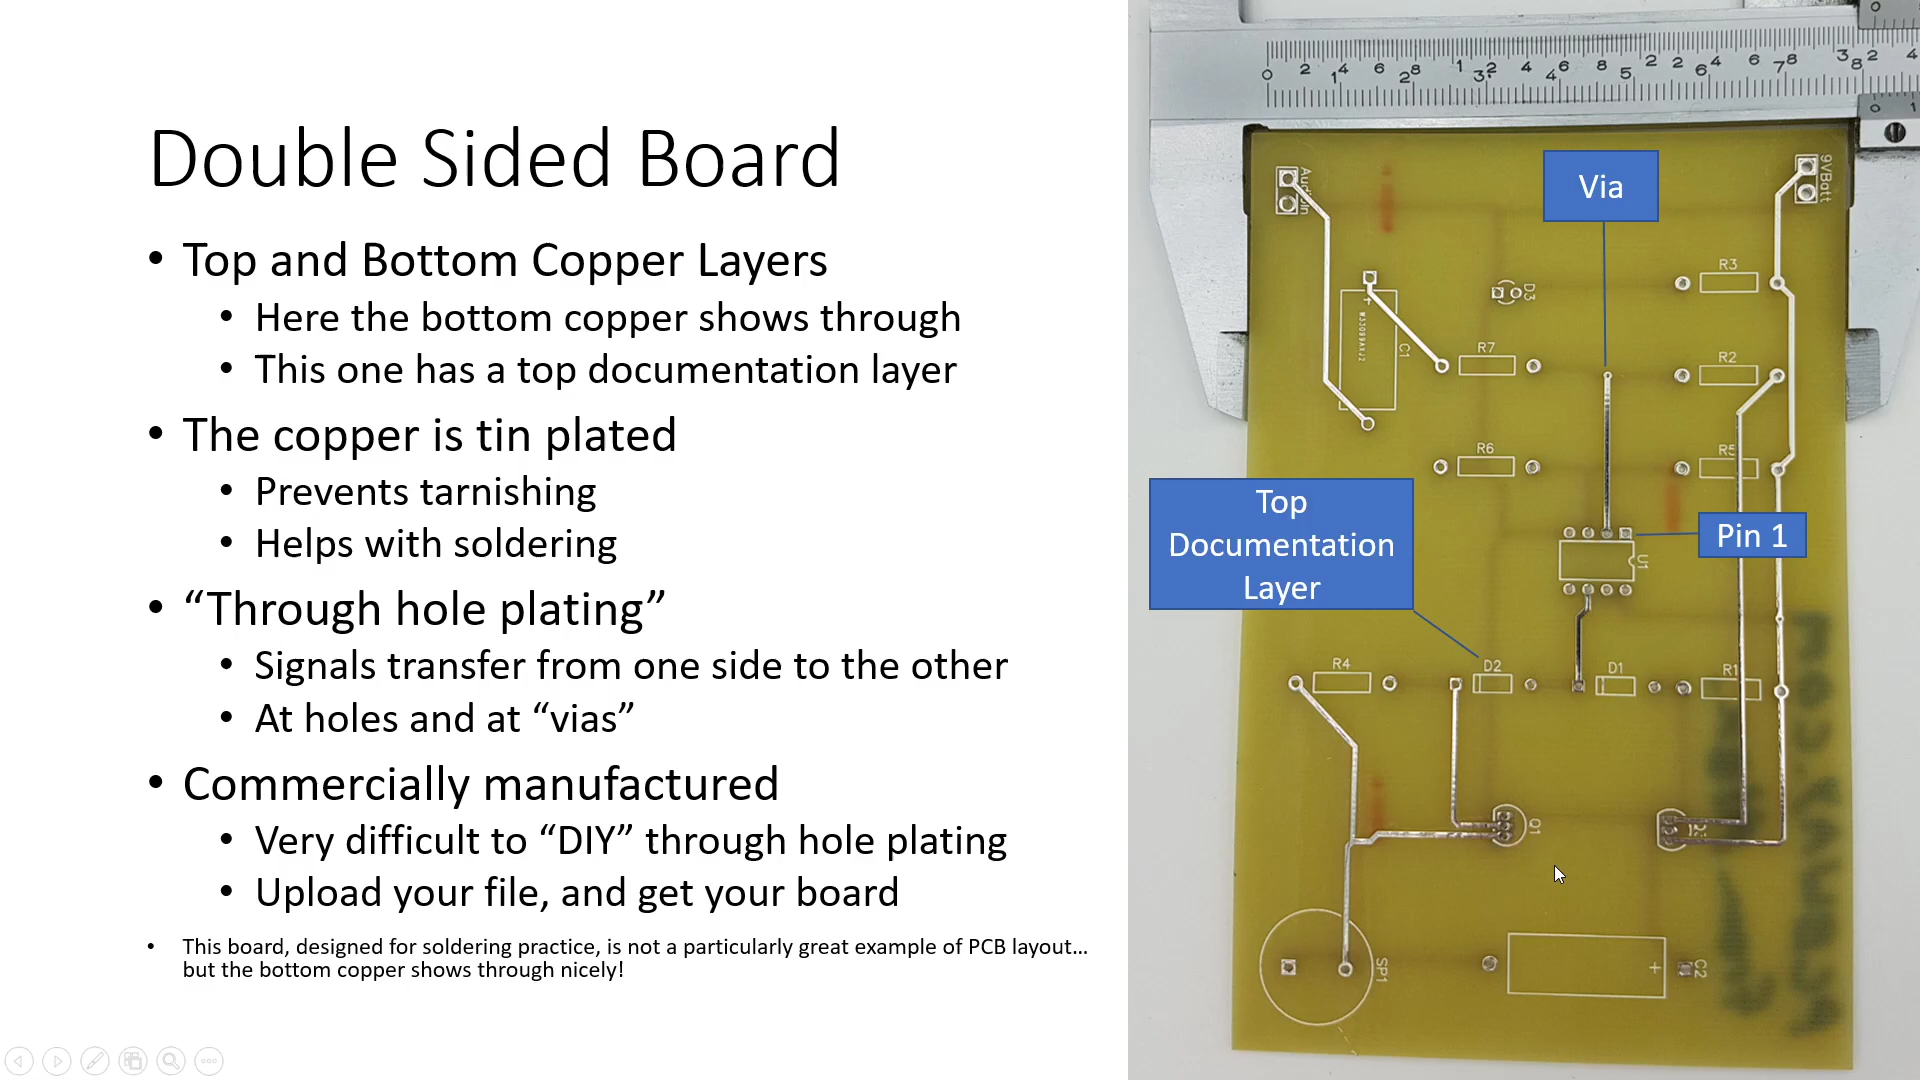 Double Sided Board
• Top and Bottom Copper Layers
• Here the bottom copper shows through
• This one has a top documentation layer
• The copper is tin plated
• Prevents tarnishing
• Helps with soldering
• “Through hole plating”
• Signals transfer from one side to the other
• At holes and at “vias”
• Commercially manufactured
• Very difficult to “DIY” through hole plating
• Upload your file, and get your board
• This board, designed for soldering practice, is not a particularly great example of PCB layout…
but the bottom copper shows through nicely!
Via
Top
Documentation
Layer
Pin 1
9VBatt
R3
D3
C1
R7
R2
R6
R5
U1
R4
D2
D1
R1
Q1
SP1
+
C2